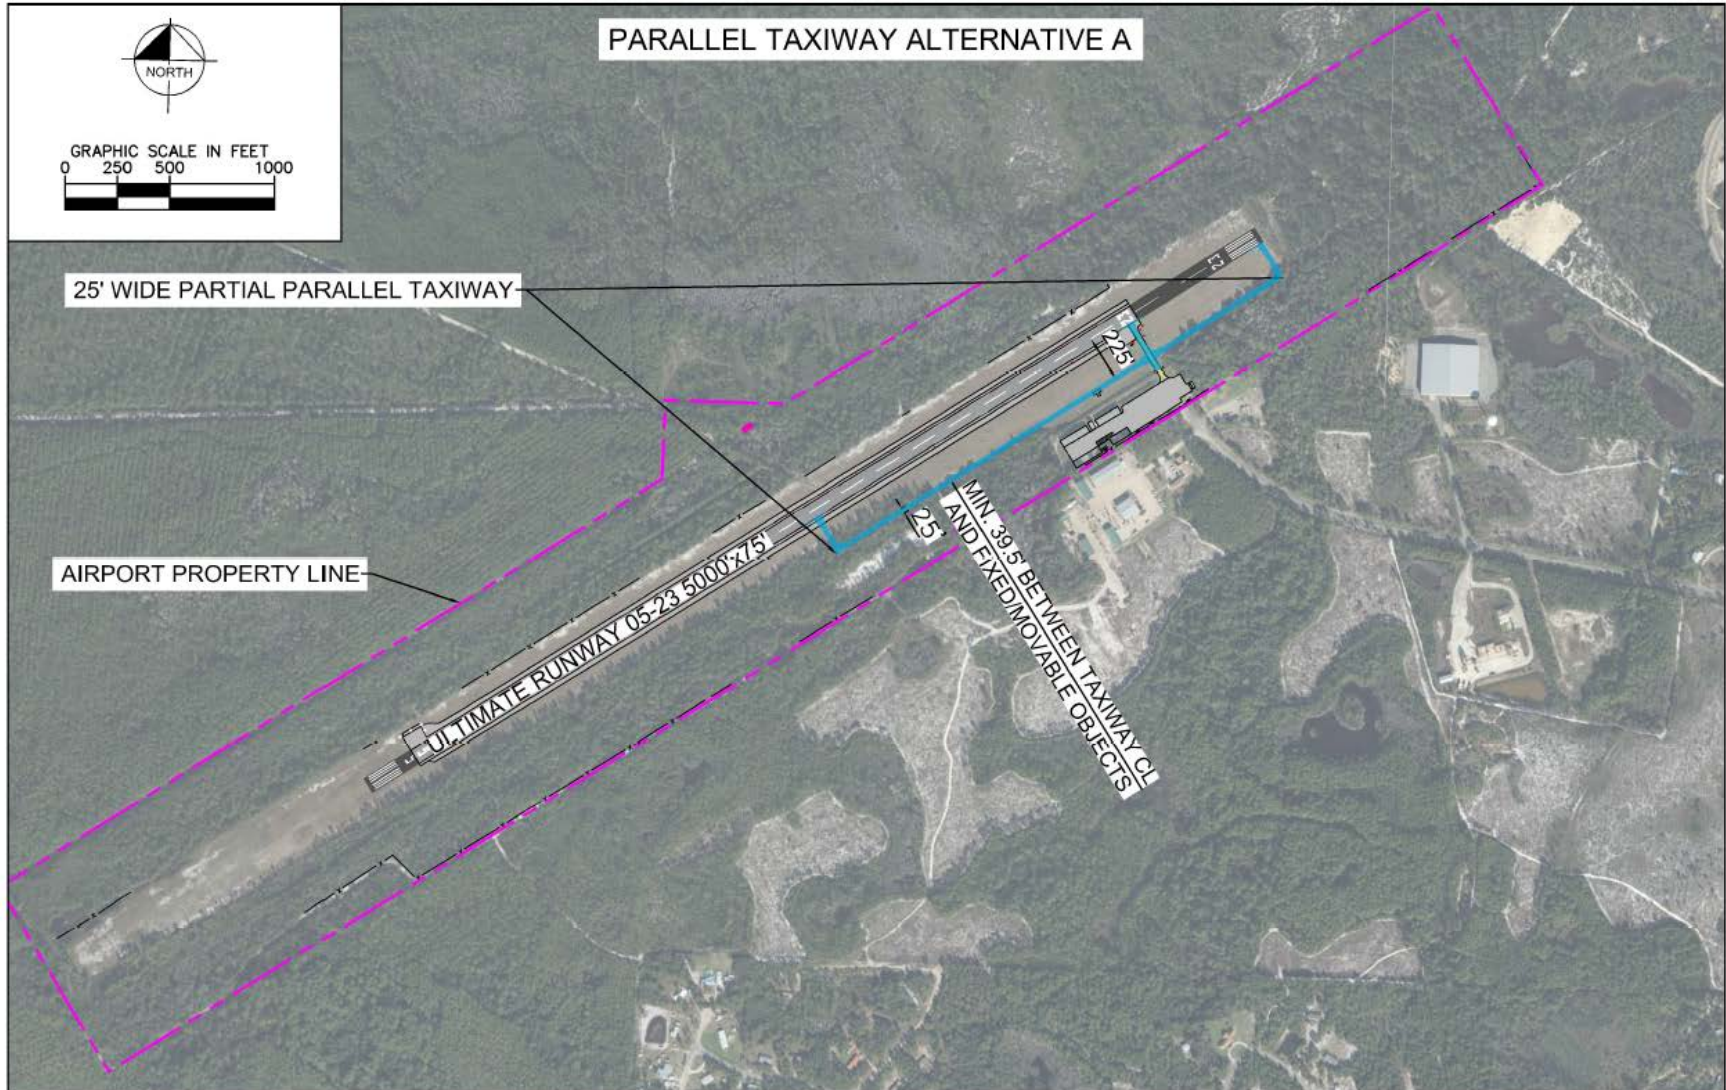 PARALLEL TAXIWAY ALTERNATIVE A
NORTH
GRAPHIC SCALE IN FEET
0 250 500 1000
25' WIDE PARTIAL PARALLEL TAXIWAY
23
225'
25'
MIN. 39.5' BETWEEN TAXIWAY CL
AND FIXED/MOVABLE OBJECTS
AIRPORT PROPERTY LINE
ULTIMATE RUNWAY 05-23 5000'x75'